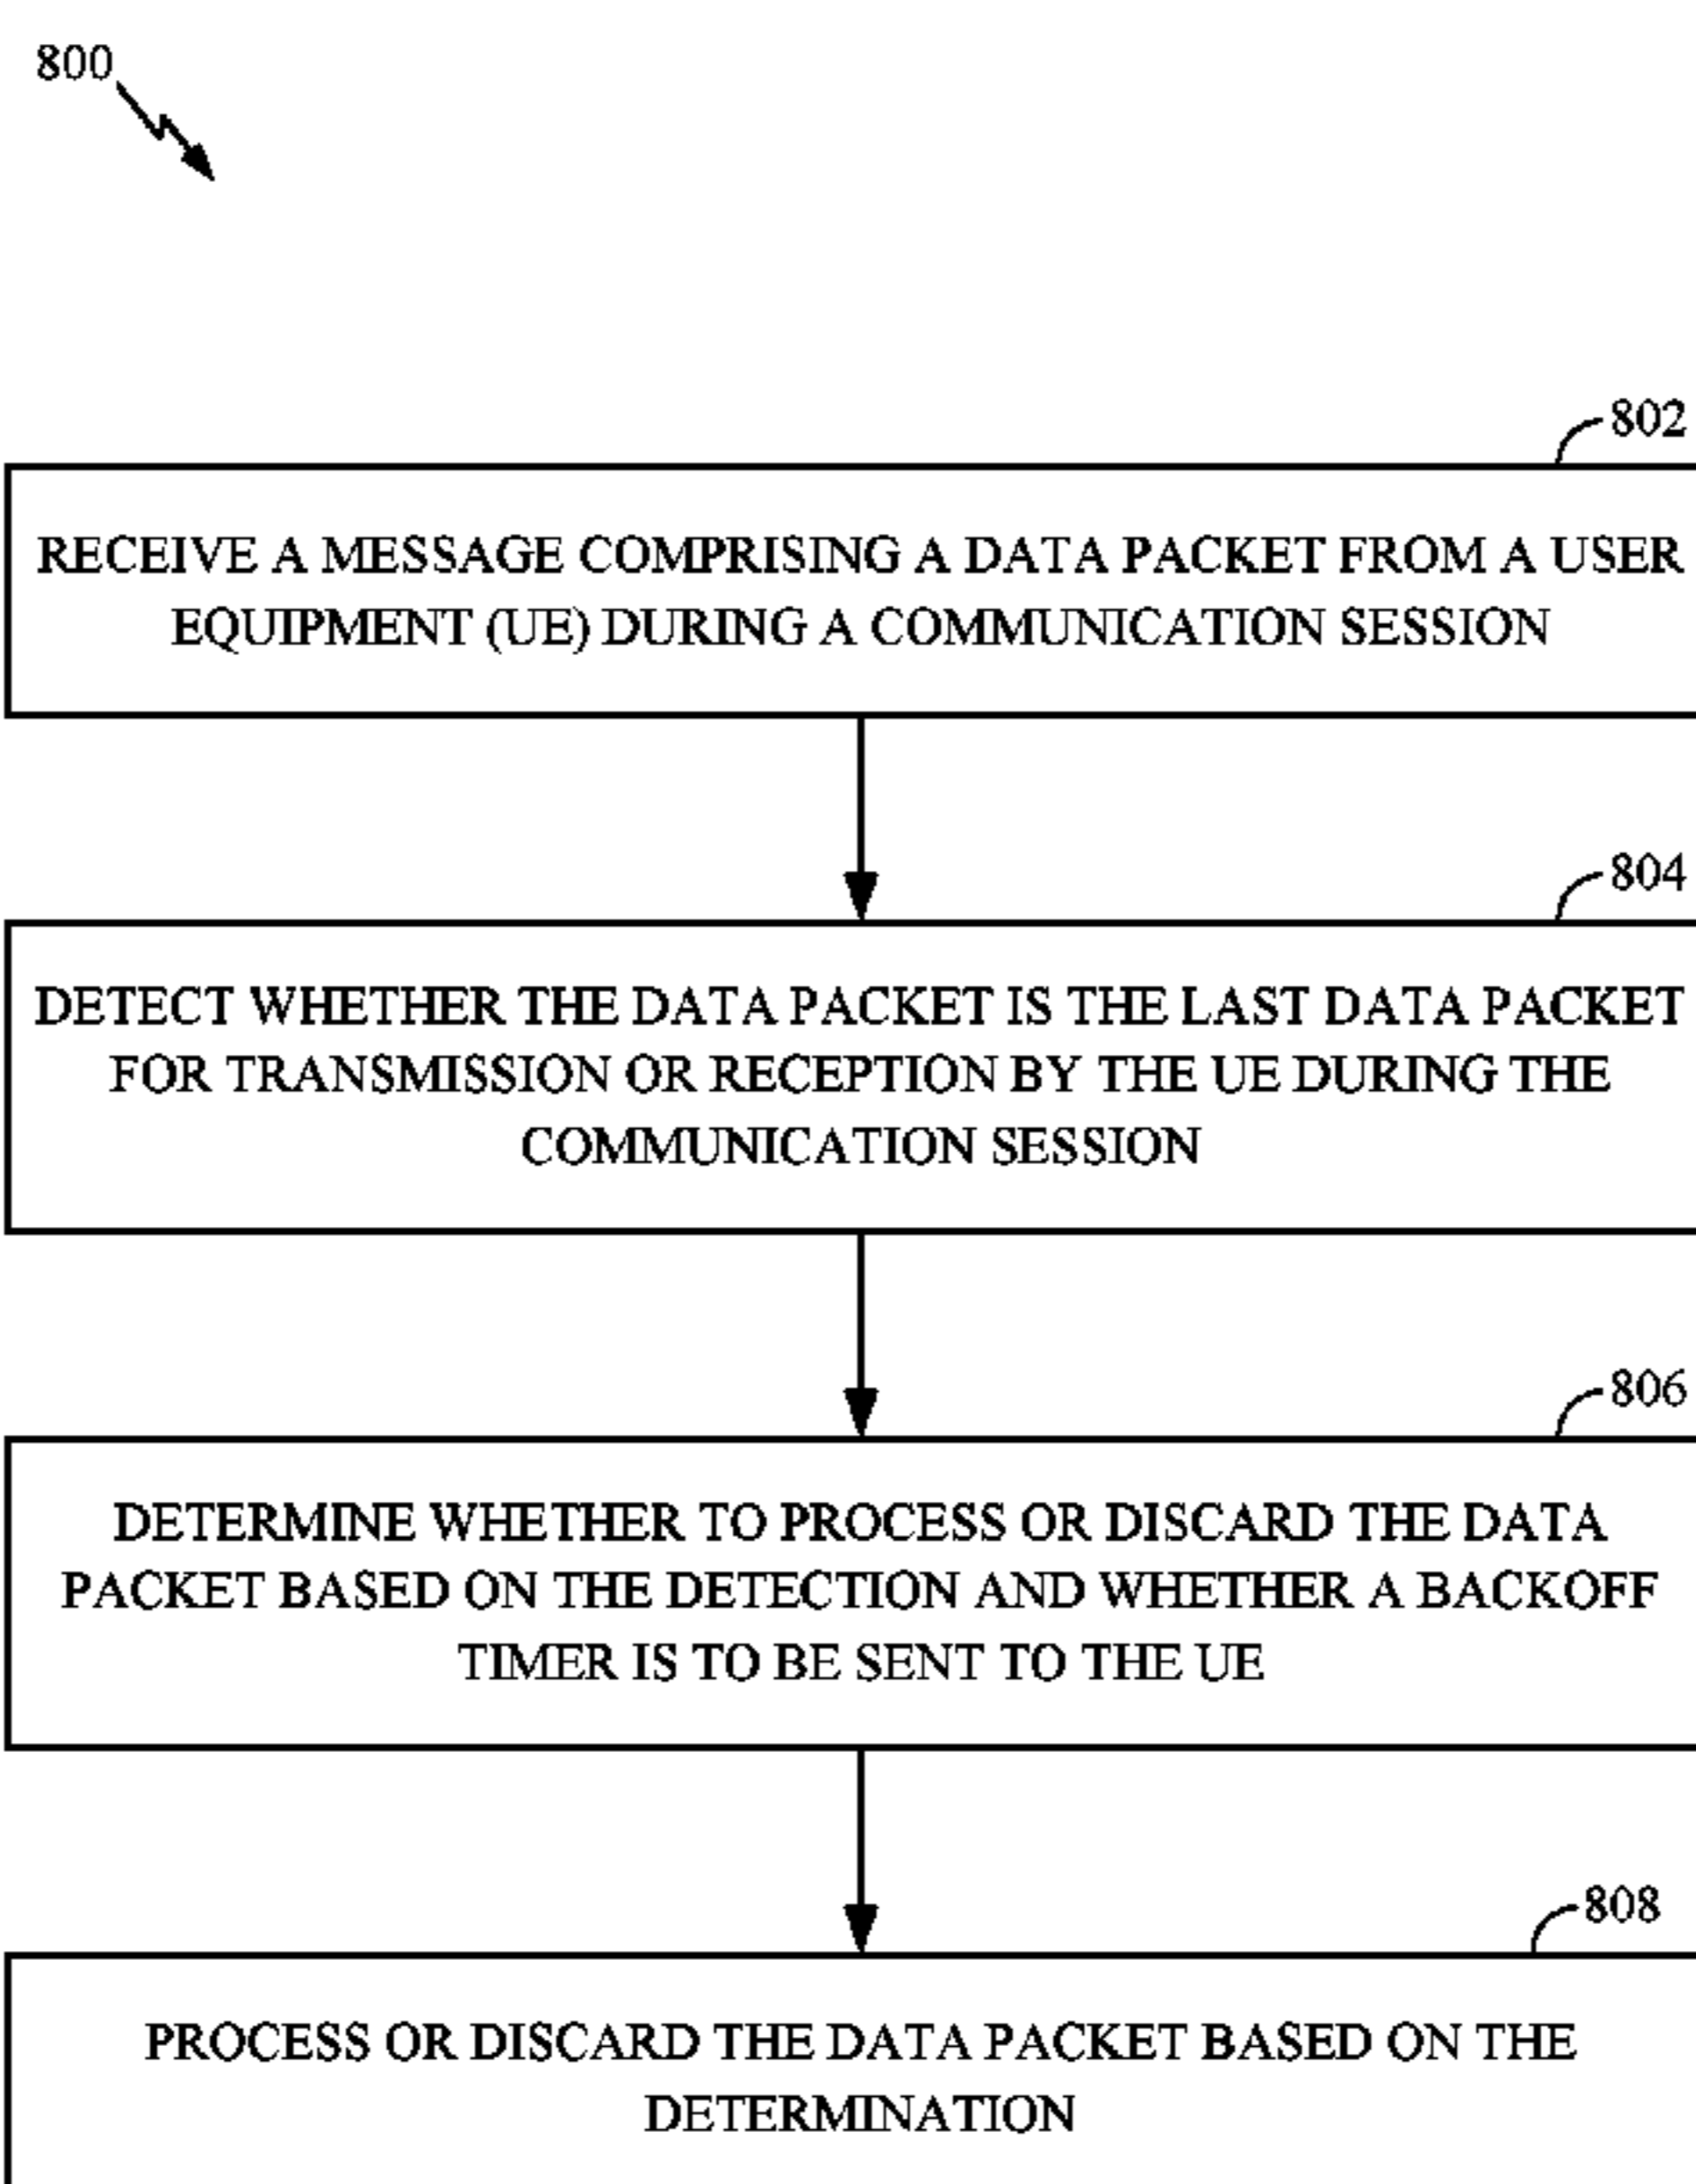 800
802
RECEIVE A MESSAGE COMPRISING A DATA PACKET FROM A USER
EQUIPMENT (UE) DURING A COMMUNICATION SESSION
804
DETECT WHETHER THE DATA PACKET IS THE LAST DATA PACKET
FOR TRANSMISSION OR RECEPTION BY THE UE DURING THE
COMMUNICATION SESSION
806
DETERMINE WHETHER TO PROCESS OR DISCARD THE DATA
PACKET BASED ON THE DETECTION AND WHETHER A BACKOFF
TIMER IS TO BE SENT TO THE UE
808
PROCESS OR DISCARD THE DATA PACKET BASED ON THE
DETERMINATION